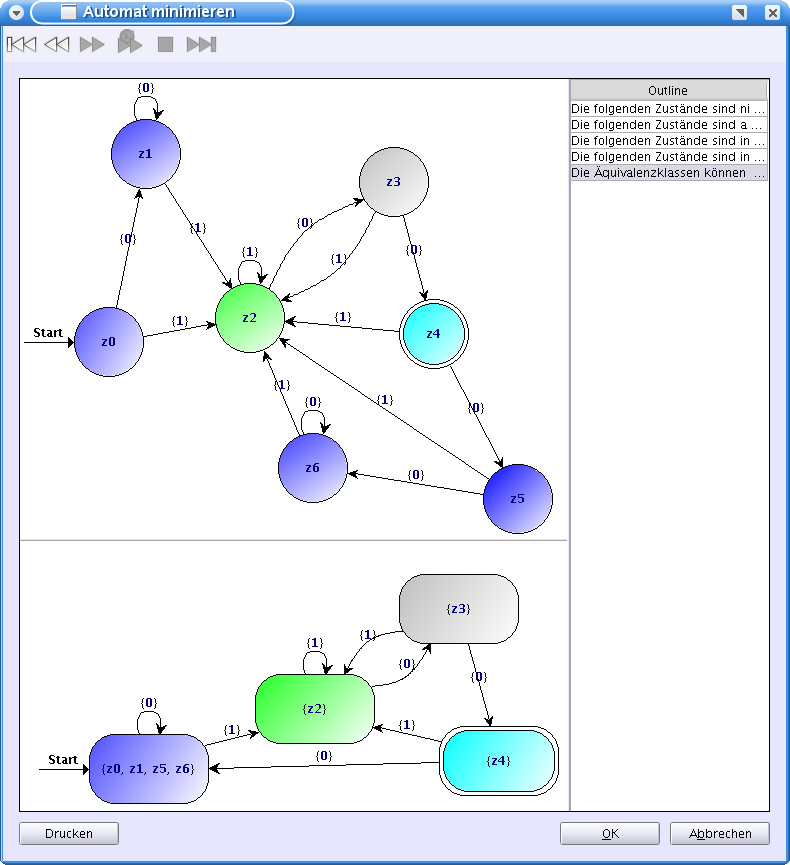 Automat minimieren
Outline
Die folgenden Zustände sind ni ...
Die folgenden Zustände sind a ...
Die folgenden Zustände sind in ...
Die folgenden Zustände sind in ...
Die Äquivalenzklassen können ...
{0}
z1
z3
{1}
{0}
{0}
{0}
{1}
{1}
z2
Start
z0
{1}
{1}
z4
{1}
{0}
{1}
{0}
z6
{0}
z5
{z3}
{1}
{1}
{0}
{0}
{0}
{z2}
{1}
{1}
Start
{z0, z1, z5, z6}
{0}
{z4}
Drucken
OK
Abbrechen